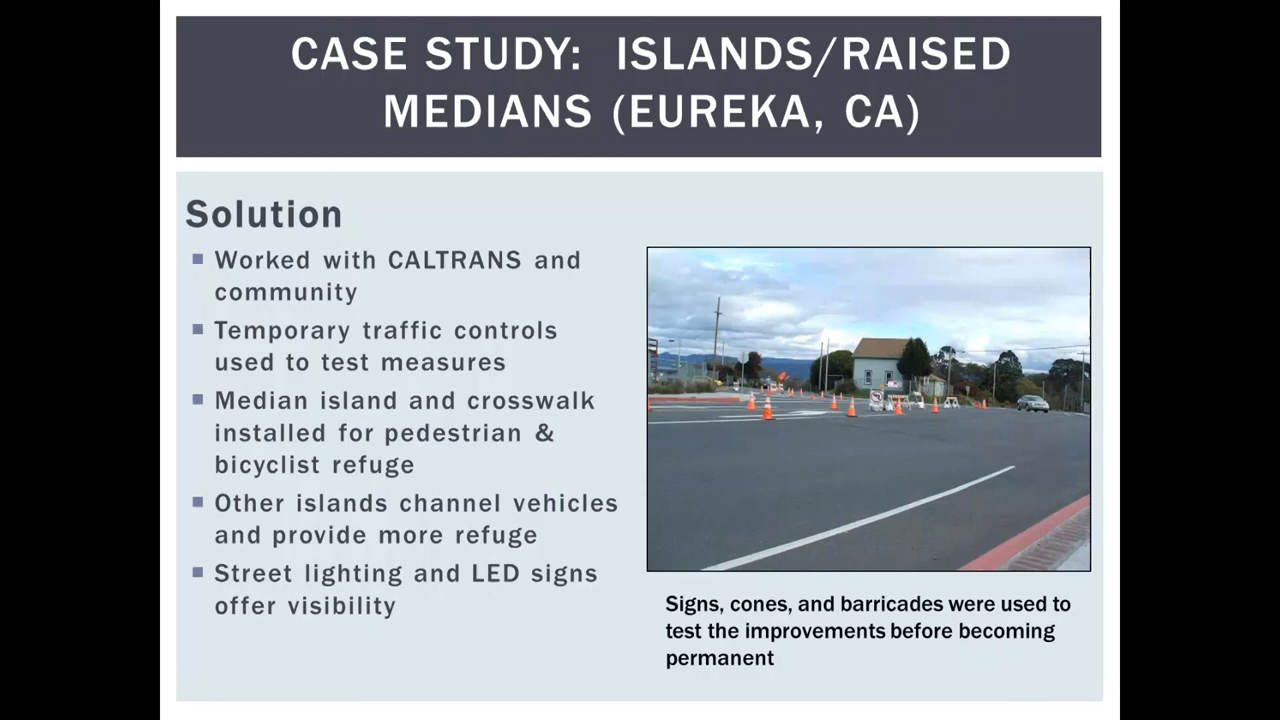 CASE STUDY: ISLANDS/RAISED
MEDIANS (EUREKA, CA)
Solution
Worked with CALTRANS and
community
Temporary traffic controls
used to test measures
Median island and crosswalk
installed for pedestrian &
bicyclist refuge
Other islands channel vehicles
and provide more refuge
Street lighting and LED signs
offer visibility
Signs, cones, and barricades were used to
test the improvements before becoming
permanent